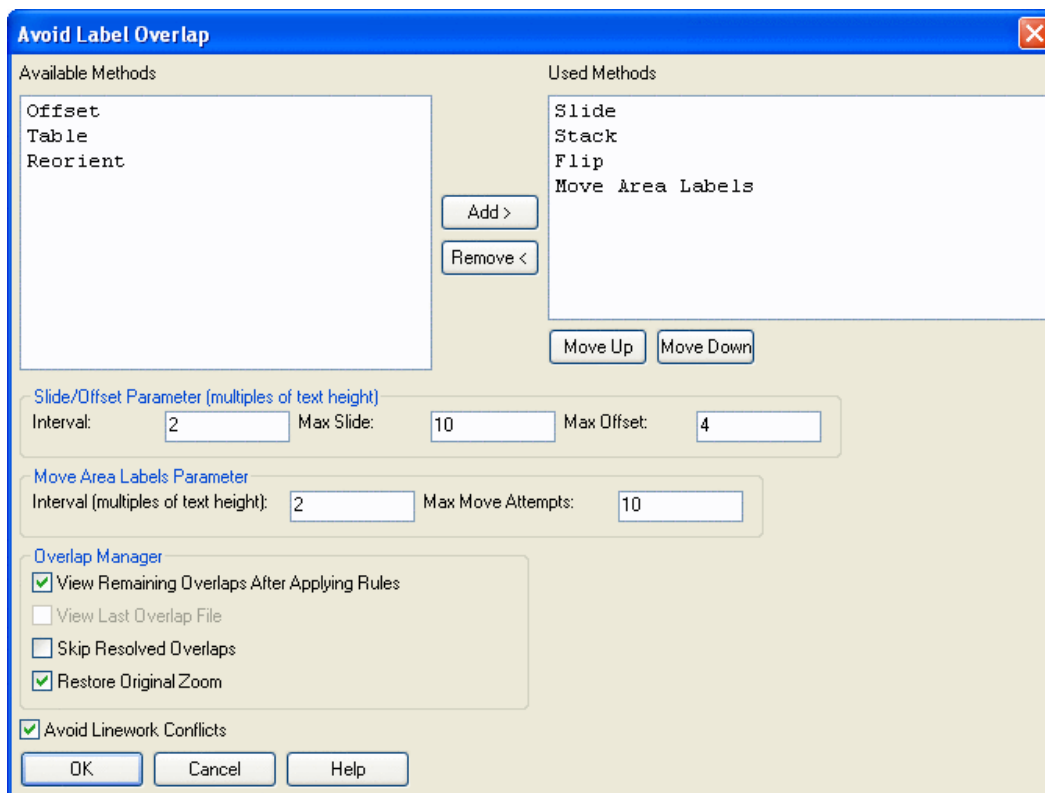 Avoid Label Overlap
Available Methods
Used Methods
Offset
Table
Reorient
Slide
Stack
Flip
Move Area Labels
Add >
Remove <
Move Up
Move Down
Slide/Offset Parameter (multiples of text height)
Interval: 2 Max Slide: 10 Max Offset: 4
Move Area Labels Parameter
Interval (multiples of text height): 2 Max Move Attempts: 10
Overlap Manager
View Remaining Overlaps After Applying Rules
View Last Overlap File
Skip Resolved Overlaps
Restore Original Zoom
Avoid Linework Conflicts
OK
Cancel
Help